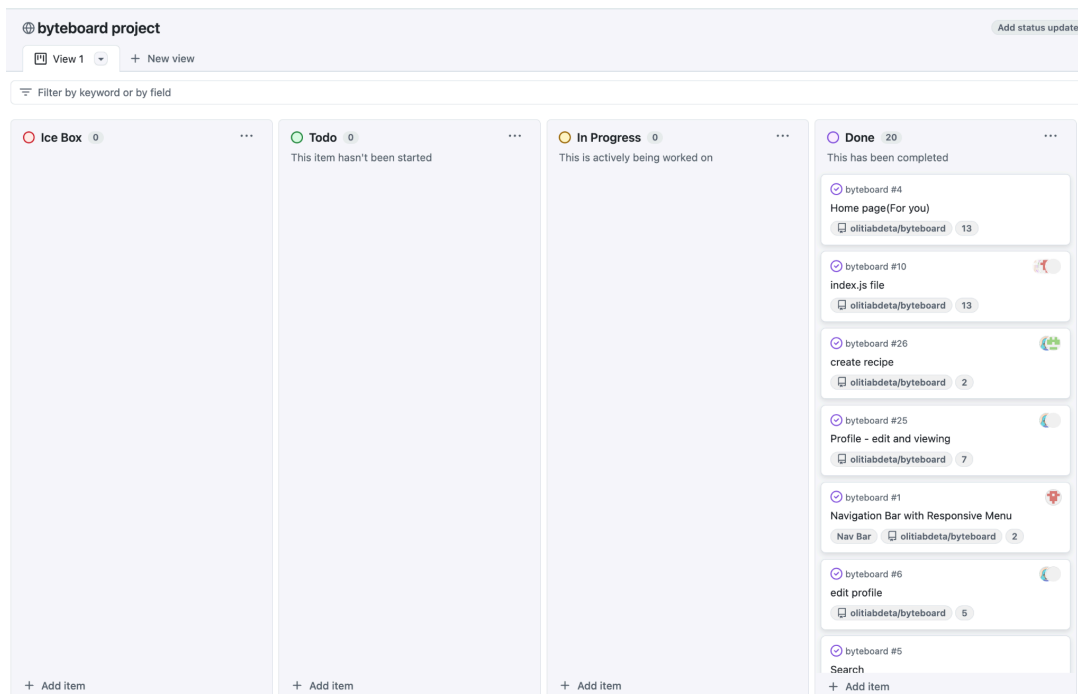 byteboard project
Add status update
View 1
New view
Filter by keyword or by field
Ice Box 0
Todo 0
This item hasn't been started
In Progress 0
This is actively being worked on
Done 20
This has been completed
byteboard #4
Home page(For you)
olitiabdeta/byteboard 13
byteboard #10
index.js file
olitiabdeta/byteboard 13
byteboard #26
create recipe
olitiabdeta/byteboard 2
byteboard #25
Profile - edit and viewing
olitiabdeta/byteboard 7
byteboard #1
Navigation Bar with Responsive Menu
Nav Bar olitiabdeta/byteboard 2
byteboard #6
edit profile
olitiabdeta/byteboard 5
byteboard #5
Search
+ Add item
+ Add item
+ Add item
+ Add item